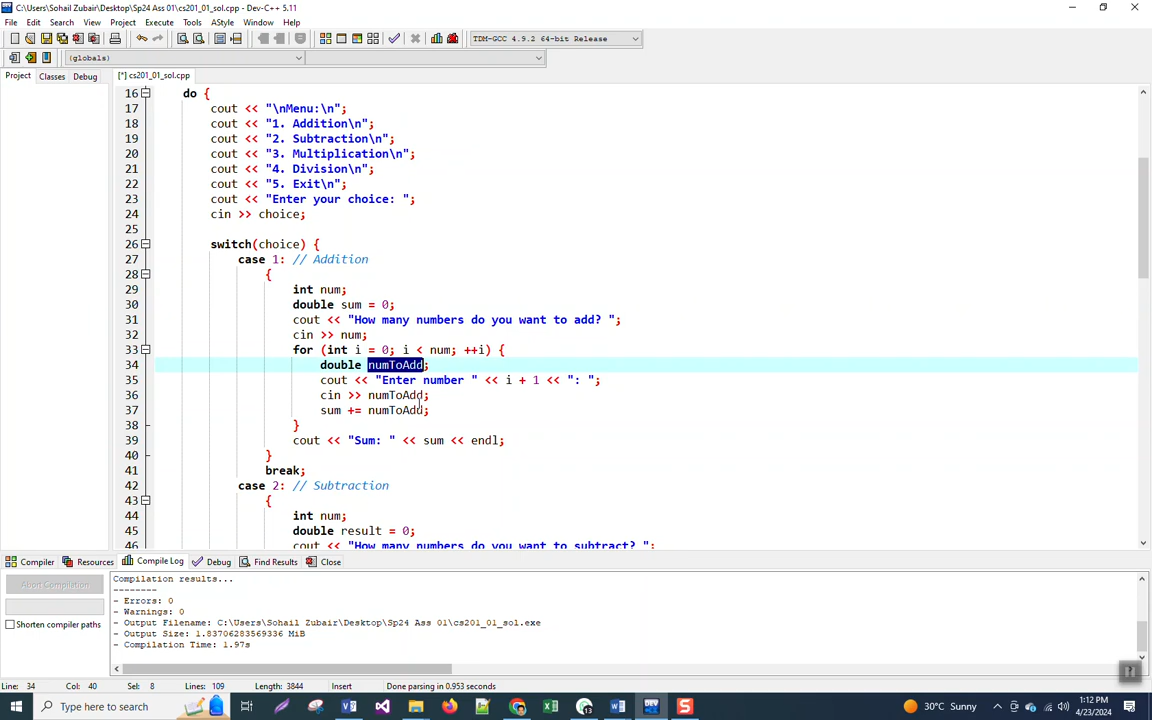 C:\Users\Sohail Zubair\Desktop\Sp24 Ass 01\cs201_01_sol.cpp - Dev-C++ 5.11
File Edit Search View Project Execute Tools AStyle Window Help
TDM-GCC 4.9.2 64-bit Release
(globals)
Project Classes Debug [*] cs201_01_sol.cpp
16 do {
17 cout << "\nMenu:\n";
18 cout << "1. Addition\n";
19 cout << "2. Subtraction\n";
20 cout << "3. Multiplication\n";
21 cout << "4. Division\n";
22 cout << "5. Exit\n";
23 cout << "Enter your choice: ";
24 cin >> choice;
25
26 switch(choice) {
27 case 1: // Addition
28 {
29 int num;
30 double sum = 0;
31 cout << "How many numbers do you want to add? ";
32 cin >> num;
33 for (int i = 0; i < num; ++i) {
34 double numToAdd;
35 cout << "Enter number " << i + 1 << ": ";
36 cin >> numToAdd;
37 sum += numToAdd;
38 }
39 cout << "Sum: " << sum << endl;
40 }
41 break;
42 case 2: // Subtraction
43 {
44 int num;
45 double result = 0;
46 cout << "How many numbers do you want to subtract? ";
Compiler Resources Compile Log Debug Find Results Close
Abort Compilation
Shorten compiler paths
Compilation results...
--------
- Errors: 0
- Warnings: 0
- Output Filename: C:\Users\Sohail Zubair\Desktop\Sp24 Ass 01\cs201_01_sol.exe
- Output Size: 1.83706283569336 MiB
- Compilation Time: 1.97s
Line: 34 Col: 40 Sel: 8 Lines: 109 Length: 3844 Insert Done parsing in 0.953 seconds
Type here to search
30°C Sunny
1:12 PM
4/23/2024